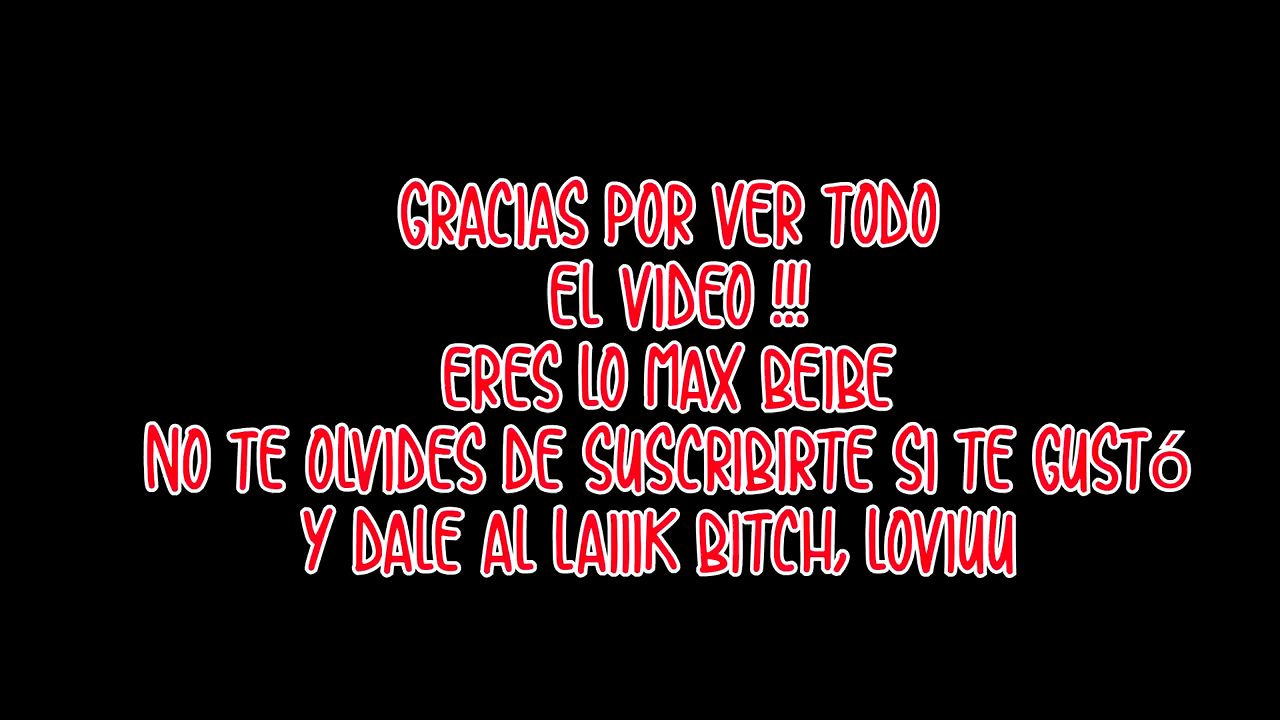 GRACIAS POR VER TODO
EL VIDEO !!!
ERES LO MAX BEIBE
NO TE OLVIDES DE SUSCRIBIRTE SI TE GUSTÓ
Y DALE AL LAIIIK BITCH, LOVIUU